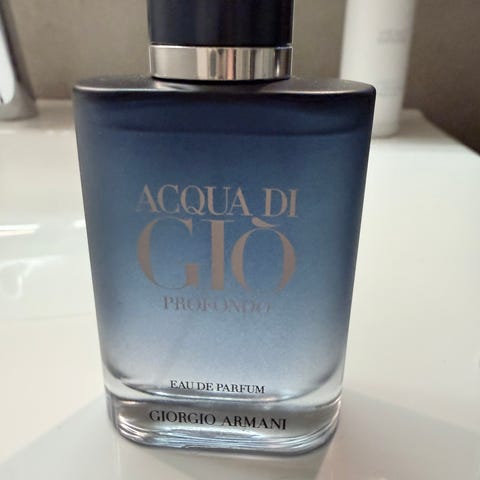 ACQUA DI
GIÒ
PROFONDO
EAU DE PARFUM
GIORGIO ARMANI